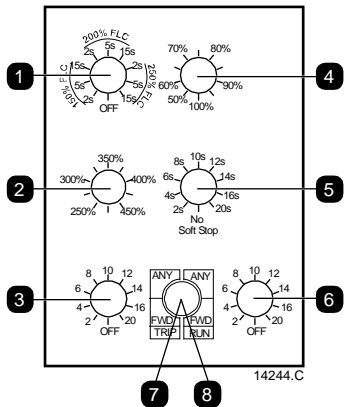 1
200% FLC
150% FLC
250% FLC
2s
5s
15s
2s
5s
15s
2s
5s
15s
OFF
4
70%
80%
60%
90%
50%
100%
2
350%
300%
400%
250%
450%
5
10s
8s
12s
6s
14s
4s
16s
2s
20s
No
Soft Stop
3
10
8
12
6
14
4
16
2
20
OFF
ANY
ANY
FWD
FWD
TRIP
RUN
6
10
8
12
6
14
4
16
2
20
OFF
14244.C
7
8